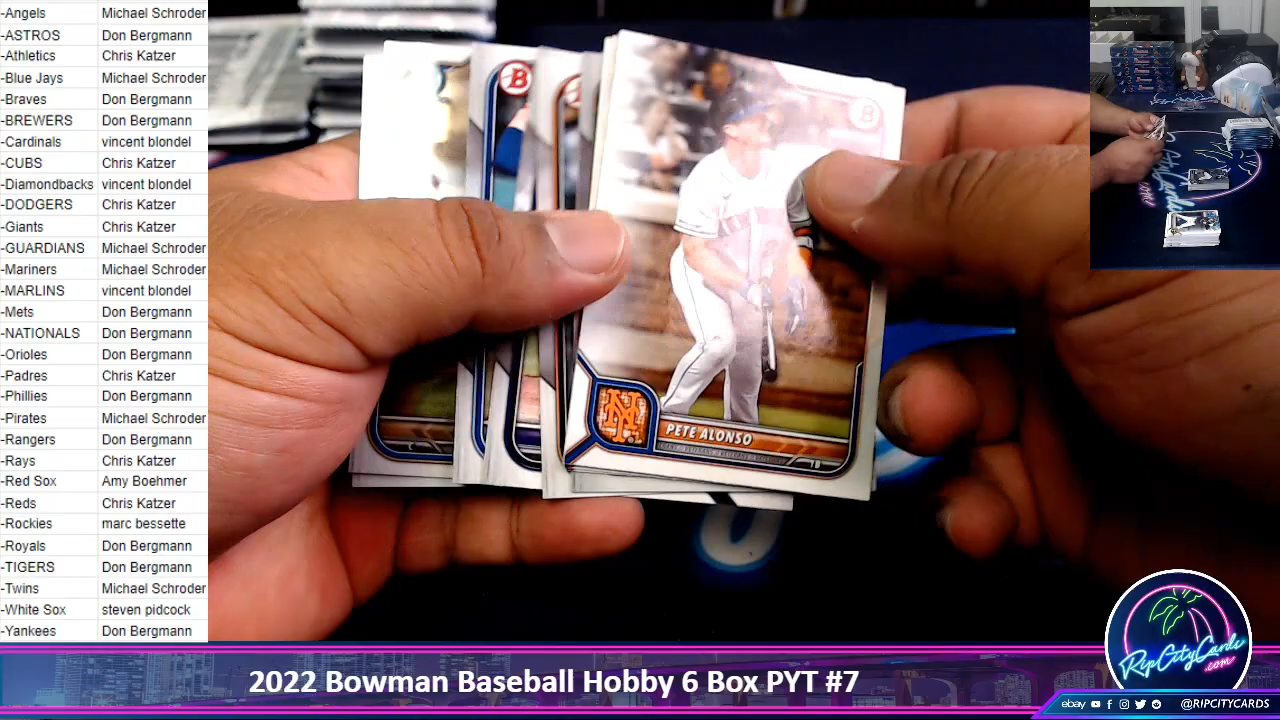 -Angels Michael Schroder
-ASTROS Don Bergmann
-Athletics Chris Katzer
-Blue Jays Michael Schroder
-Braves Don Bergmann
-BREWERS Don Bergmann
-Cardinals vincent blondel
-CUBS Chris Katzer
-Diamondbacks vincent blondel
-DODGERS Chris Katzer
-Giants Chris Katzer
-GUARDIANS Michael Schroder
-Mariners Michael Schroder
-MARLINS vincent blondel
-Mets Don Bergmann
-NATIONALS Don Bergmann
-Orioles Don Bergmann
-Padres Chris Katzer
-Phillies Don Bergmann
-Pirates Michael Schroder
-Rangers Don Bergmann
-Rays Chris Katzer
-Red Sox Amy Boehmer
-Reds Chris Katzer
-Rockies marc bessette
-Royals Don Bergmann
-TIGERS Don Bergmann
-Twins Michael Schroder
-White Sox steven pidcock
-Yankees Don Bergmann
B
B
NY
PETE ALONSO
1B
RipCityCards
.com
2022 Bowman Baseball Hobby 6 Box PYT #7
ebay
@RIPCITYCARDS